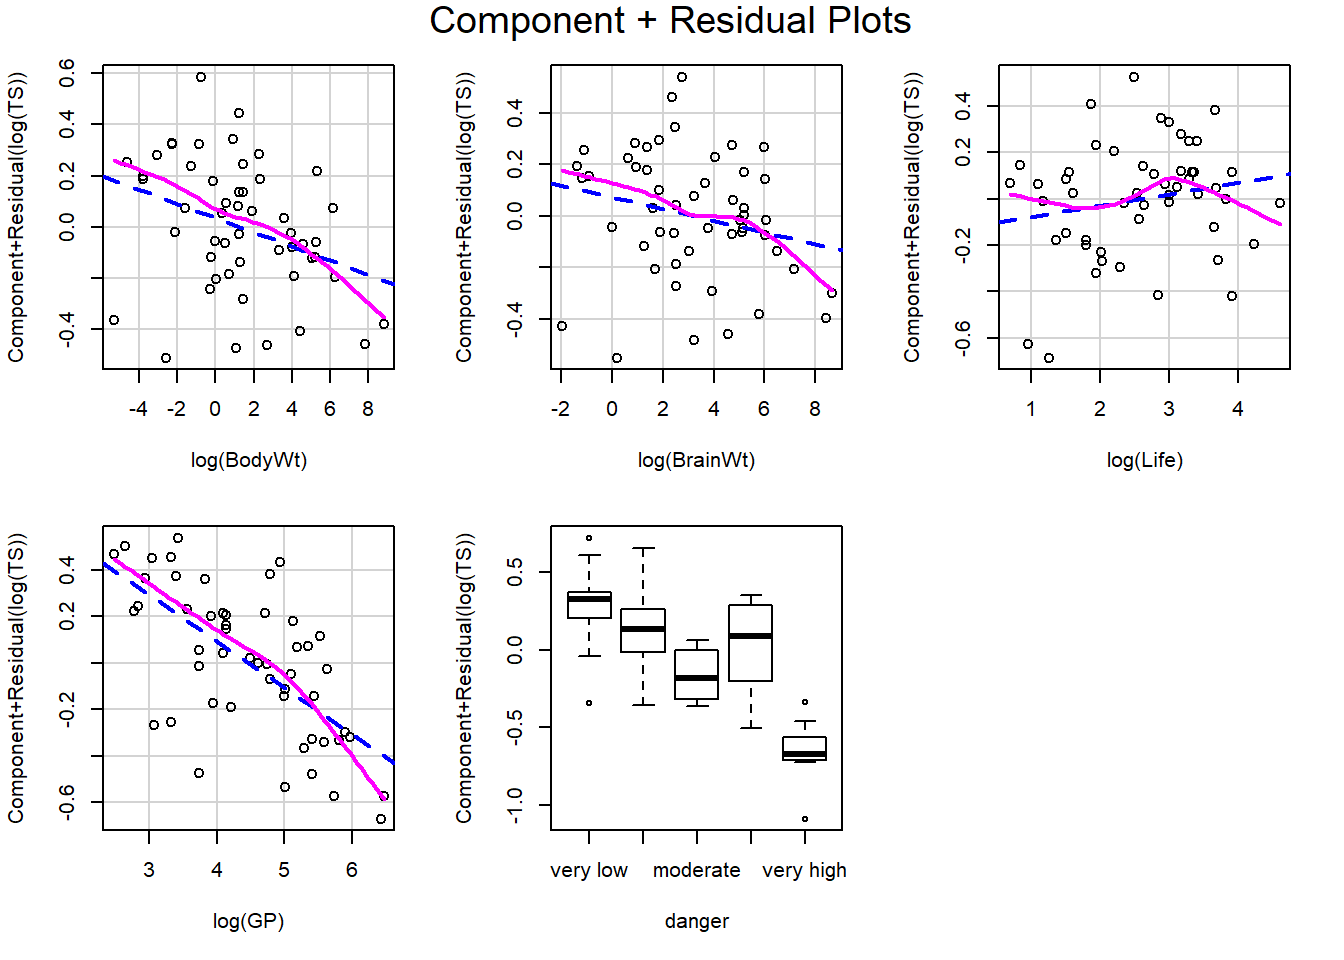 Component + Residual Plots
Component+Residual(log(TS))
0.6
0.4
0.2
0.0
-0.4
-4 -2 0 2 4 6 8
log(BodyWt)
Component+Residual(log(TS))
0.4
0.2
0.0
-0.4
-2 0 2 4 6 8
log(BrainWt)
Component+Residual(log(TS))
0.4
0.2
-0.2
-0.6
1 2 3 4
log(Life)
Component+Residual(log(TS))
0.4
0.2
-0.2
-0.6
3 4 5 6
log(GP)
Component+Residual(log(TS))
0.5
0.0
-0.5
-1.0
very low moderate very high
danger